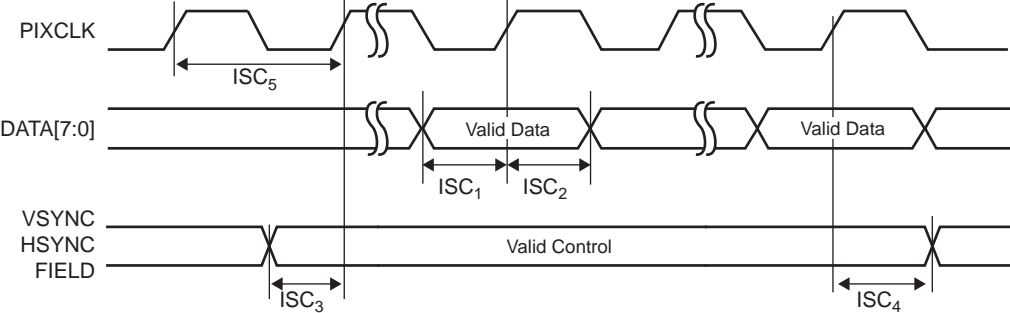 PIXCLK
ISC5
DATA[7:0]
Valid Data
Valid Data
ISC1
ISC2
VSYNC
HSYNC
FIELD
Valid Control
ISC3
ISC4